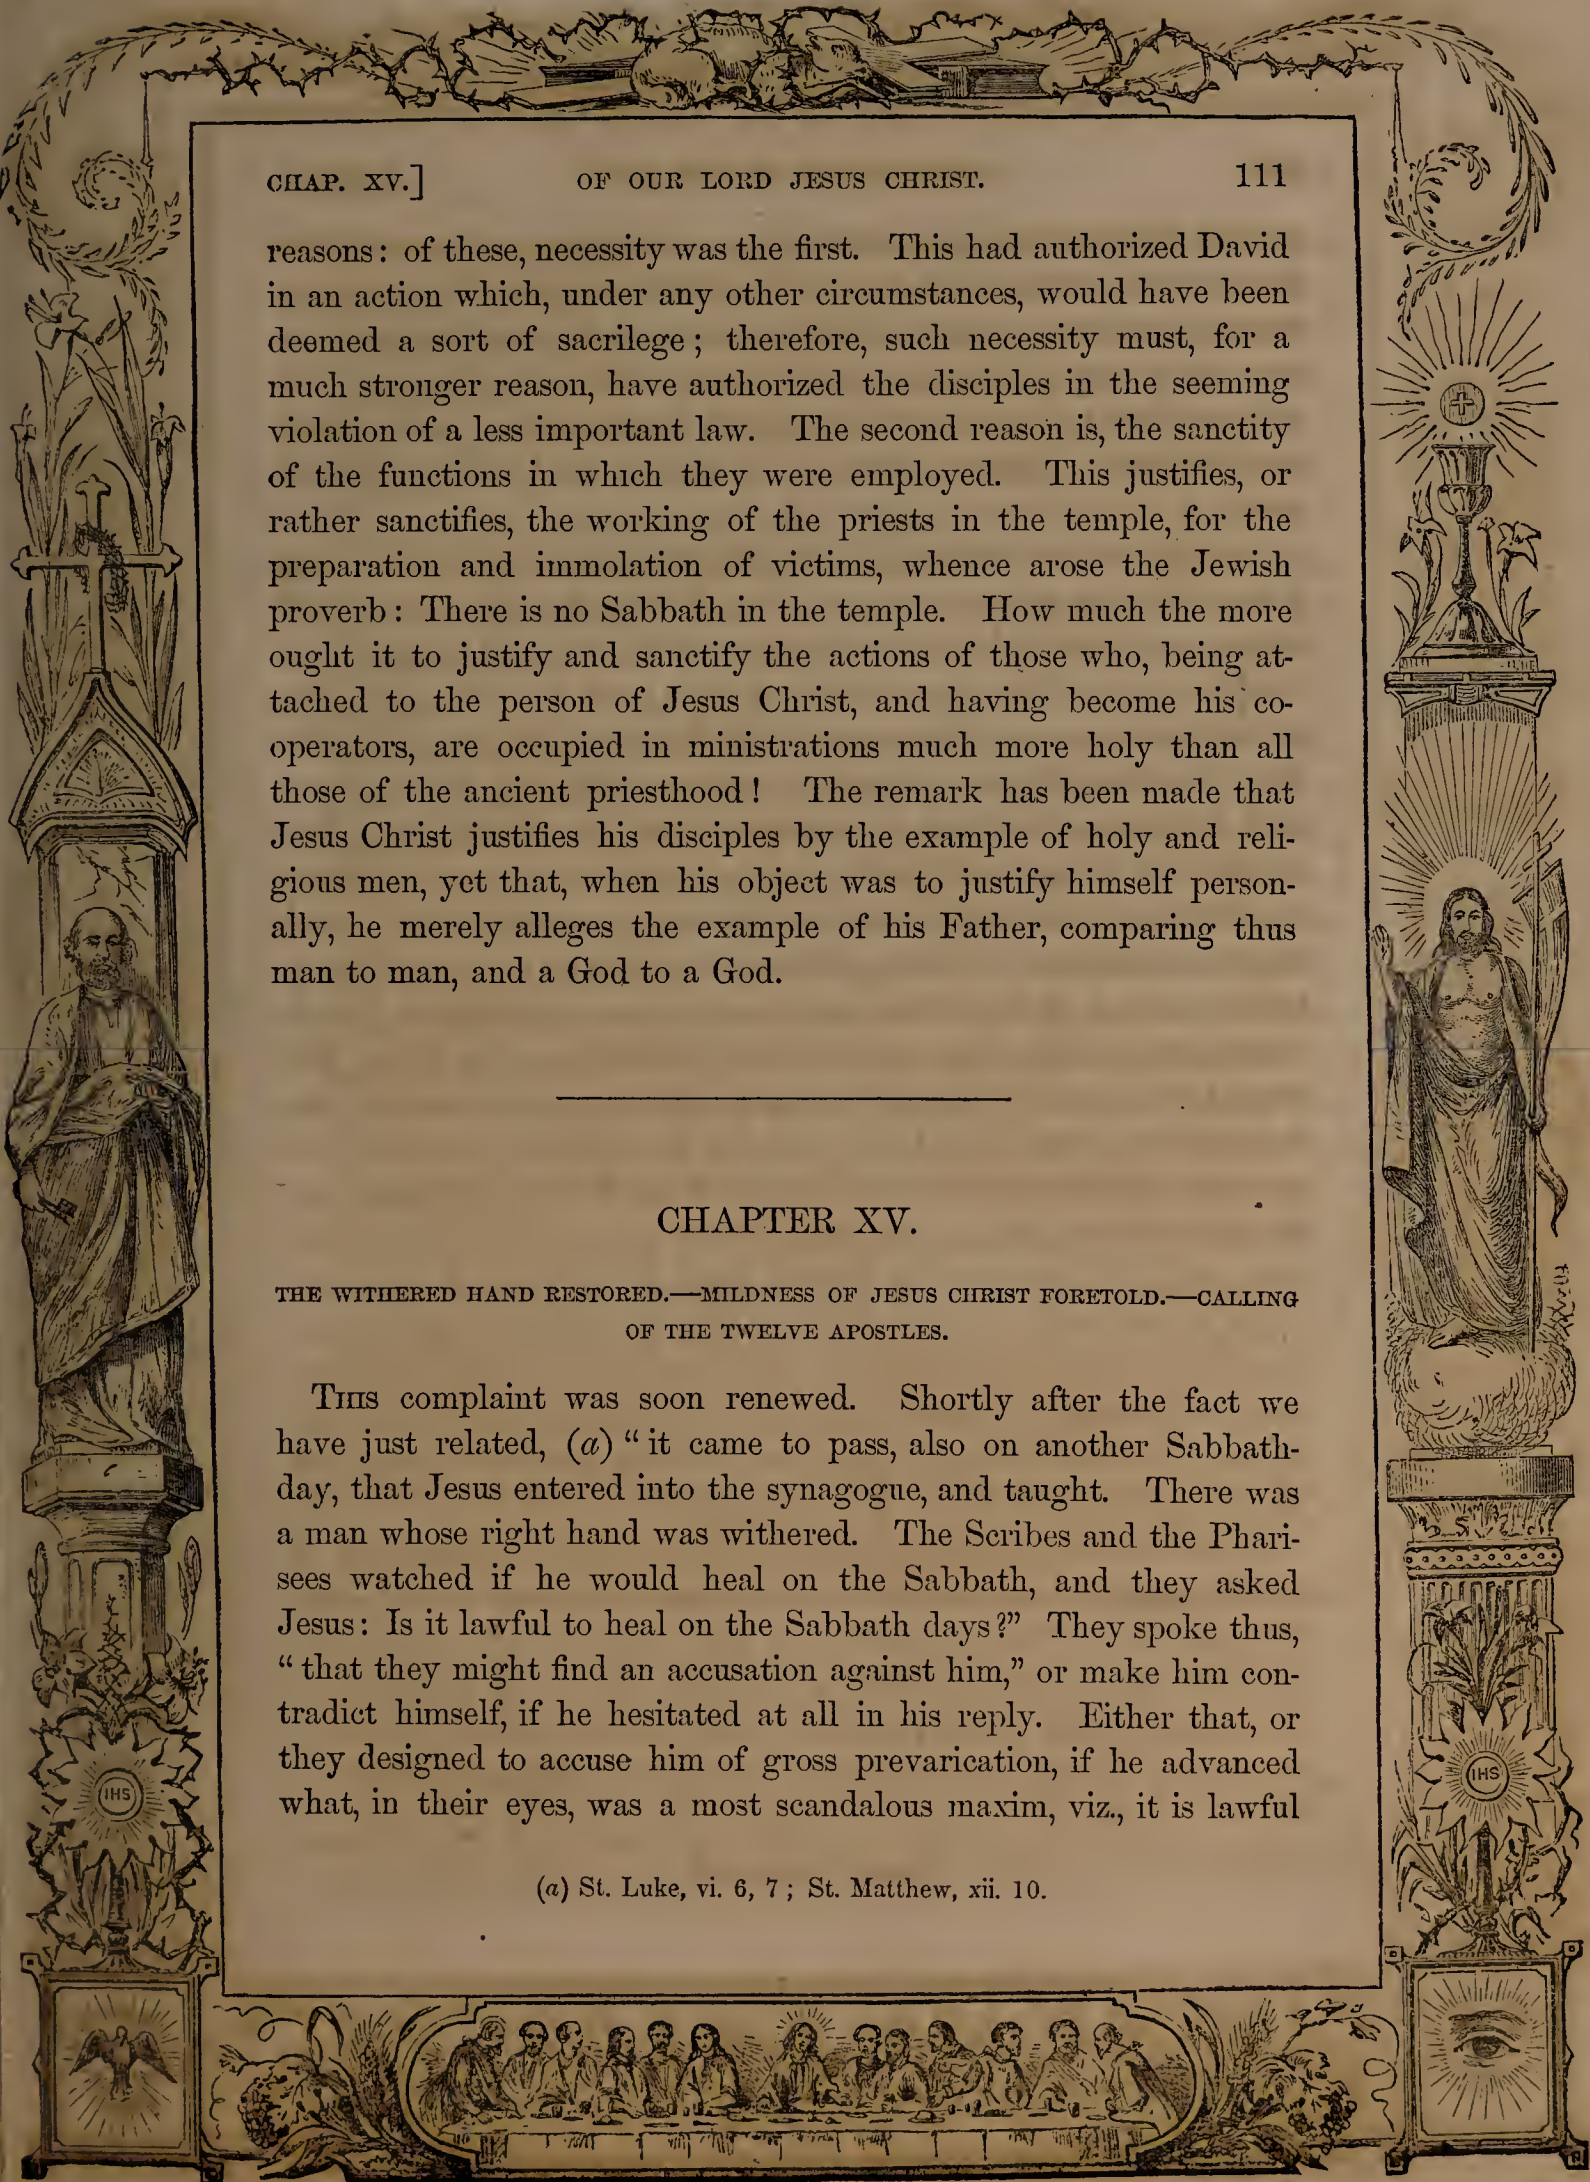 CHAP. XV.] OF OUR LORD JESUS CHRIST. 111
reasons: of these, necessity was the first. This had authorized David
in an action which, under any other circumstances, would have been
deemed a sort of sacrilege; therefore, such necessity must, for a
much stronger reason, have authorized the disciples in the seeming
violation of a less important law. The second reason is, the sanctity
of the functions in which they were employed. This justifies, or
rather sanctifies, the working of the priests in the temple, for the
preparation and immolation of victims, whence arose the Jewish
proverb: There is no Sabbath in the temple. How much the more
ought it to justify and sanctify the actions of those who, being at-
tached to the person of Jesus Christ, and having become his co-
operators, are occupied in ministrations much more holy than all
those of the ancient priesthood! The remark has been made that
Jesus Christ justifies his disciples by the example of holy and reli-
gious men, yet that, when his object was to justify himself person-
ally, he merely alleges the example of his Father, comparing thus
man to man, and a God to a God.
CHAPTER XV.
THE WITHERED HAND RESTORED.—MILDNESS OF JESUS CHRIST FORETOLD.—CALLING
OF THE TWELVE APOSTLES.
THIS complaint was soon renewed. Shortly after the fact we
have just related, (a) "it came to pass, also on another Sabbath-
day, that Jesus entered into the synagogue, and taught. There was
a man whose right hand was withered. The Scribes and the Phari-
sees watched if he would heal on the Sabbath, and they asked
Jesus: Is it lawful to heal on the Sabbath days?" They spoke thus,
"that they might find an accusation against him," or make him con-
tradict himself, if he hesitated at all in his reply. Either that, or
they designed to accuse him of gross prevarication, if he advanced
what, in their eyes, was a most scandalous maxim, viz., it is lawful
(a) St. Luke, vi. 6, 7; St. Matthew, xii. 10.
IHS
IHS